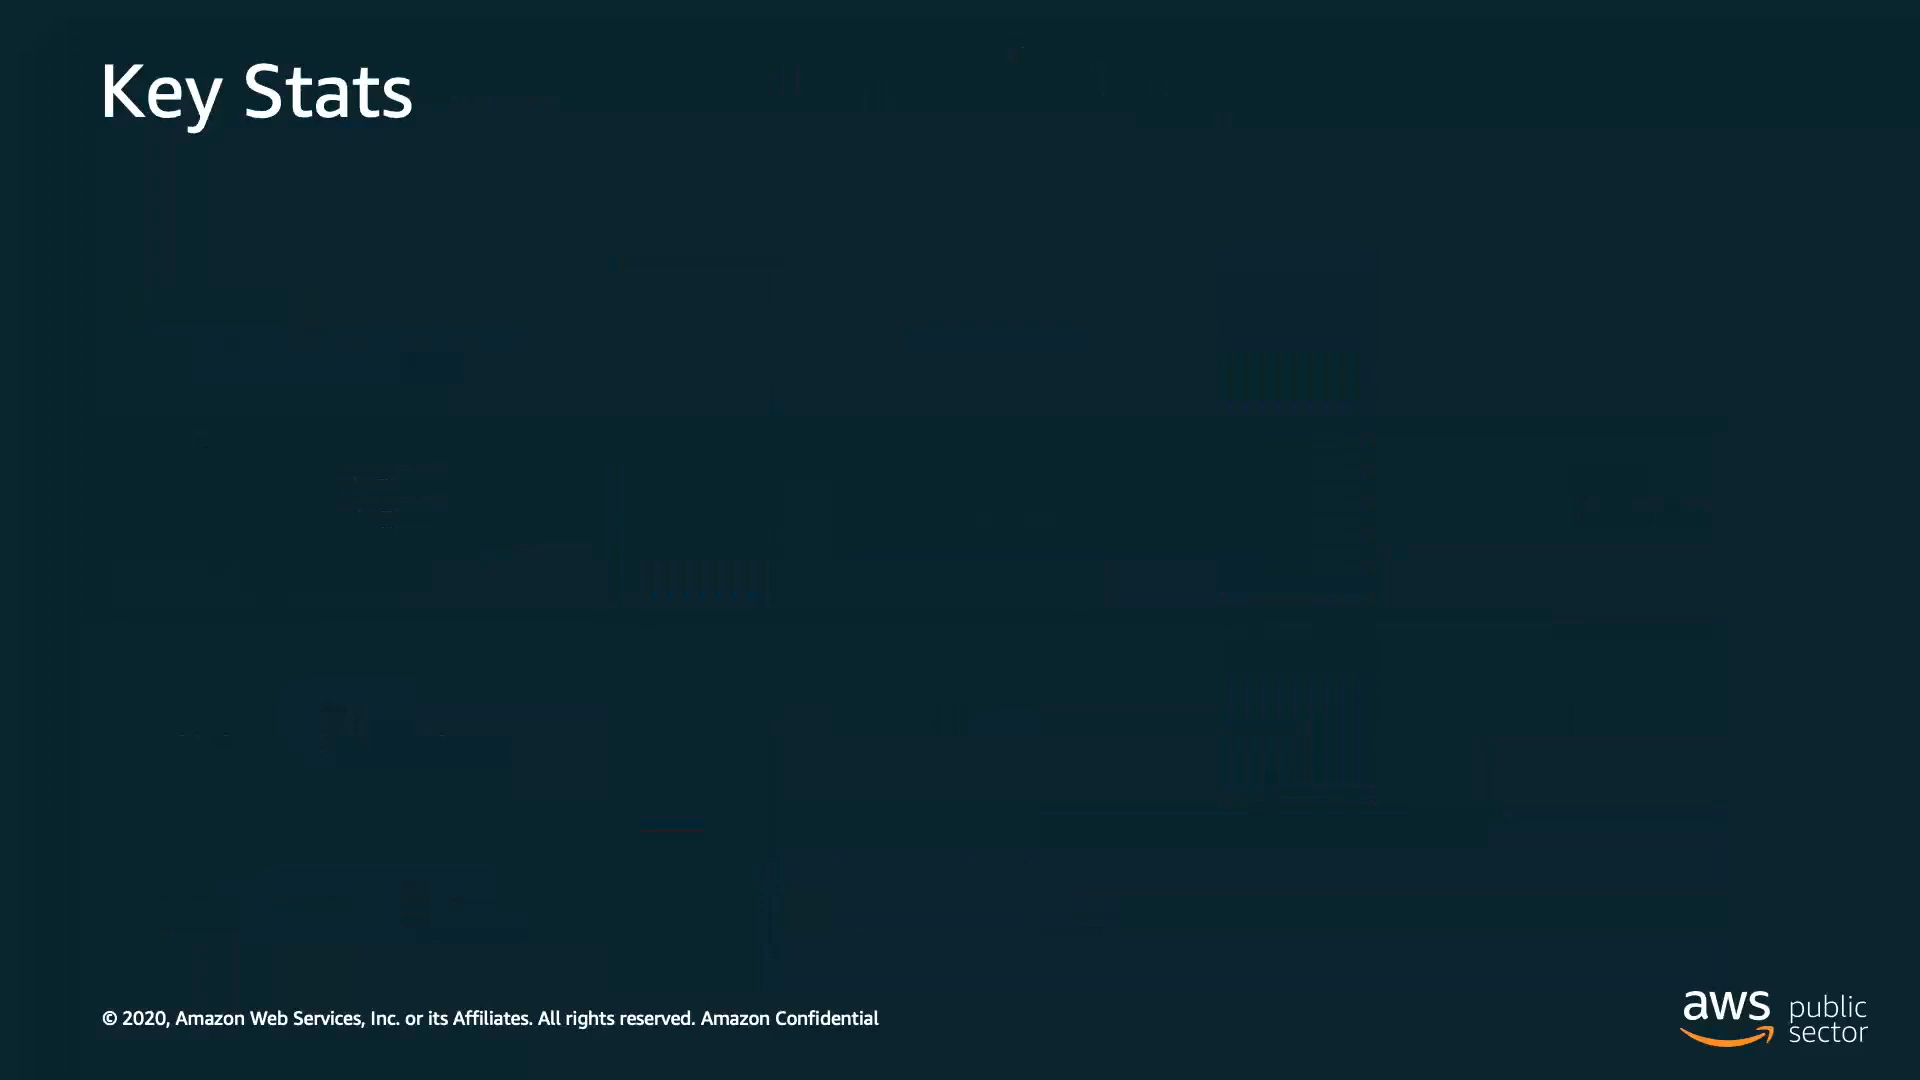 Key Stats
© 2020, Amazon Web Services, Inc. or its Affiliates. All rights reserved. Amazon Confidential
aws public sector